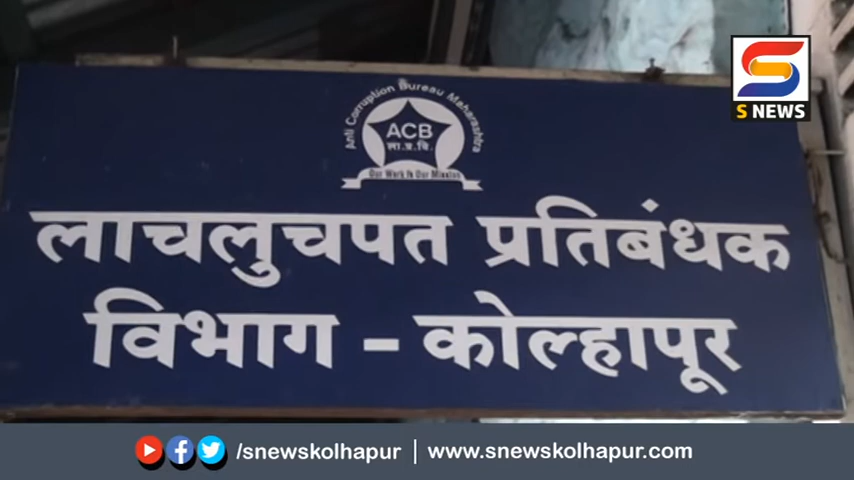 S NEWS
Anti Corruption Bureau Maharashtra
ACB
ला.प्र.वि.
Our Work Is Our Mission
लाचलुचपत प्रतिबंधक
विभाग - कोल्हापूर
/snewskolhapur | www.snewskolhapur.com